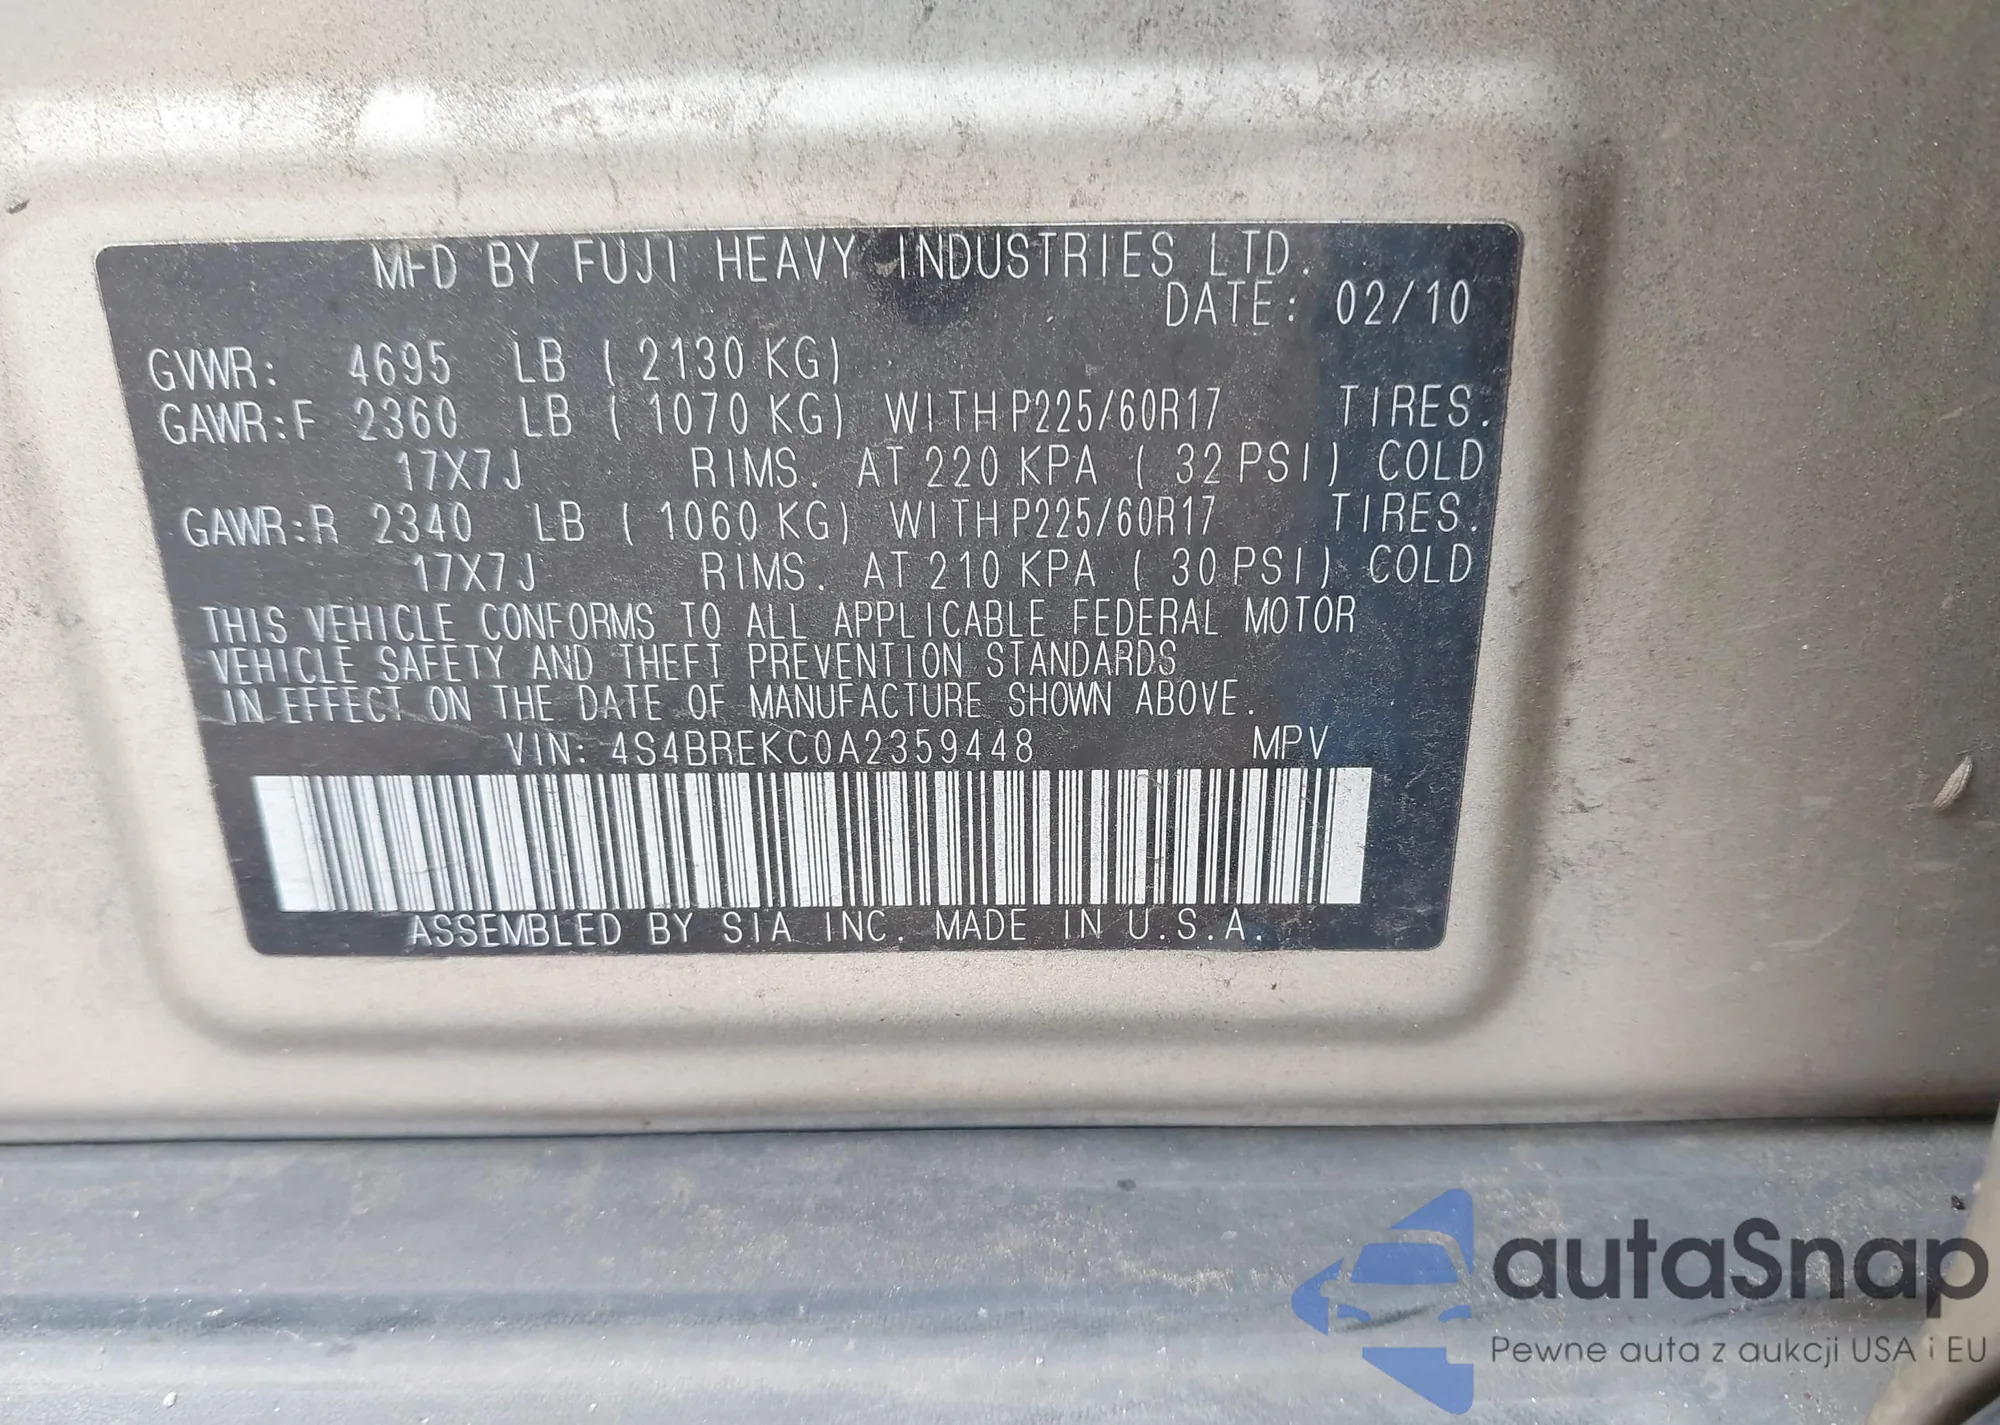 MFD BY FUJI HEAVY INDUSTRIES LTD.
DATE: 02/10
GVWR: 4695 LB ( 2130 KG)
GAWR:F 2360 LB ( 1070 KG) WITH P225/60R17 TIRES.
17X7J RIMS. AT 220 KPA ( 32 PSI) COLD
GAWR:R 2340 LB ( 1060 KG) WITH P225/60R17 TIRES.
17X7J RIMS. AT 210 KPA ( 30 PSI) COLD
THIS VEHICLE CONFORMS TO ALL APPLICABLE FEDERAL MOTOR
VEHICLE SAFETY AND THEFT PREVENTION STANDARDS
IN EFFECT ON THE DATE OF MANUFACTURE SHOWN ABOVE.
VIN: 4S4BREKC0A2359448 MPV
ASSEMBLED BY SIA INC. MADE IN U.S.A.
autaSnap
Pewne auta z aukcji USA i EU